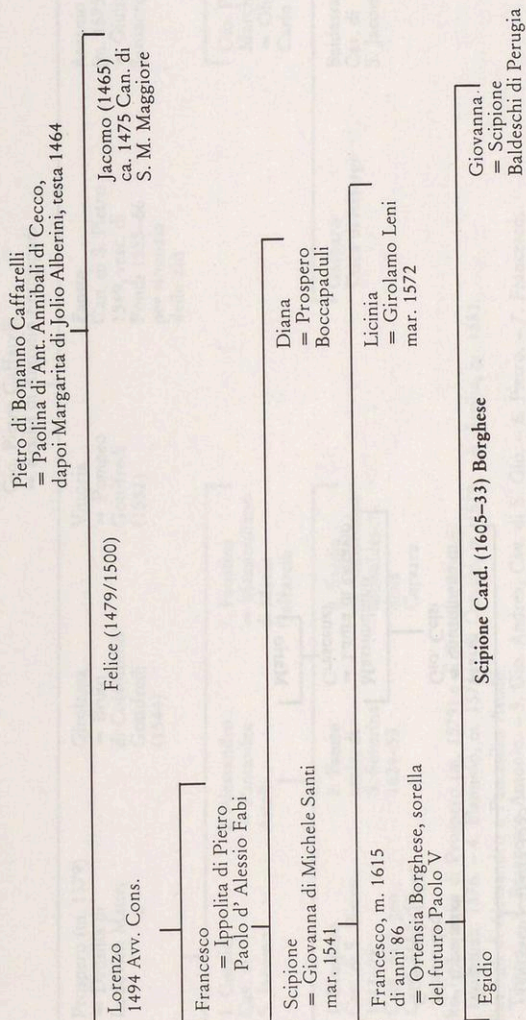 Pietro di Bonanno Caffarelli
= Paolina di Ant. Annibali di Cecco,
dapoi Margarita di Jolio Alberini, testa 1464
Lorenzo
1494 Avv. Cons.
Felice (1479/1500)
Jacomo (1465)
ca. 1475 Can. di
S. M. Maggiore
Francesco
= Ippolita di Pietro
Paolo d' Alessio Fabi
Scipione
= Giovanna di Michele Santi
mar. 1541
Diana
= Prospero
Boccapaduli
Francesco, m. 1615
di anni 86
= Ortensia Borghese, sorella
del futuro Paolo V
Licinia
= Girolamo Leni
mar. 1572
Egidio
Scipione Card. (1605–33) Borghese
Giovanna
= Scipione
Baldeschi di Perugia